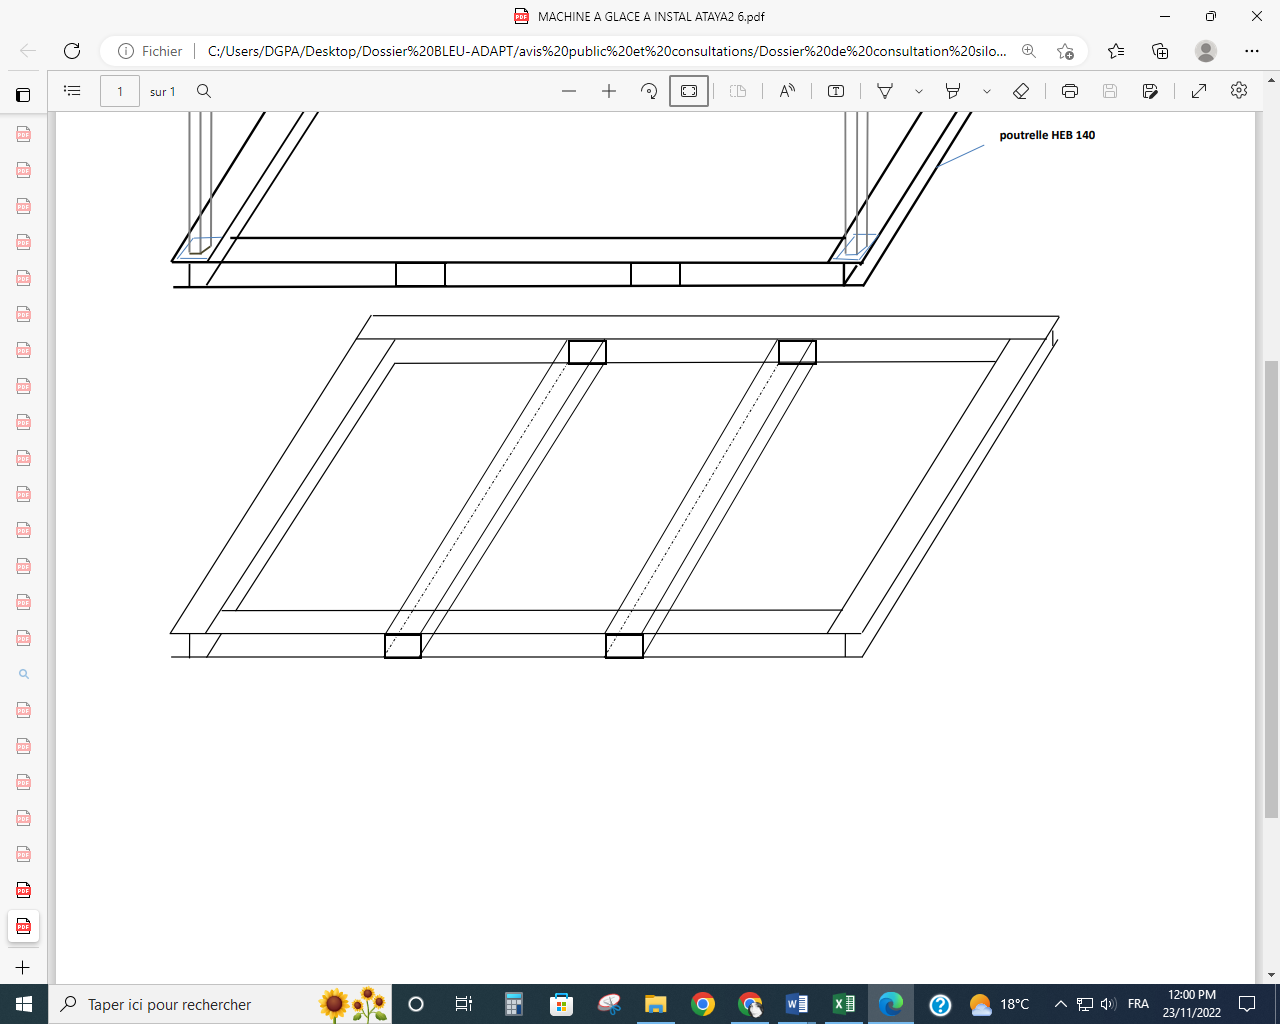 MACHINE A GLACE A INSTAL ATAYA2 6.pdf
Fichier
C:/Users/DGPA/Desktop/Dossier%20BLEU-ADAPT/avis%20public%20et%20consultations/Dossier%20de%20consultation%20silo...
1
sur 1
poutrelle HEB 140
Taper ici pour rechercher
18°C
FRA
12:00 PM
23/11/2022